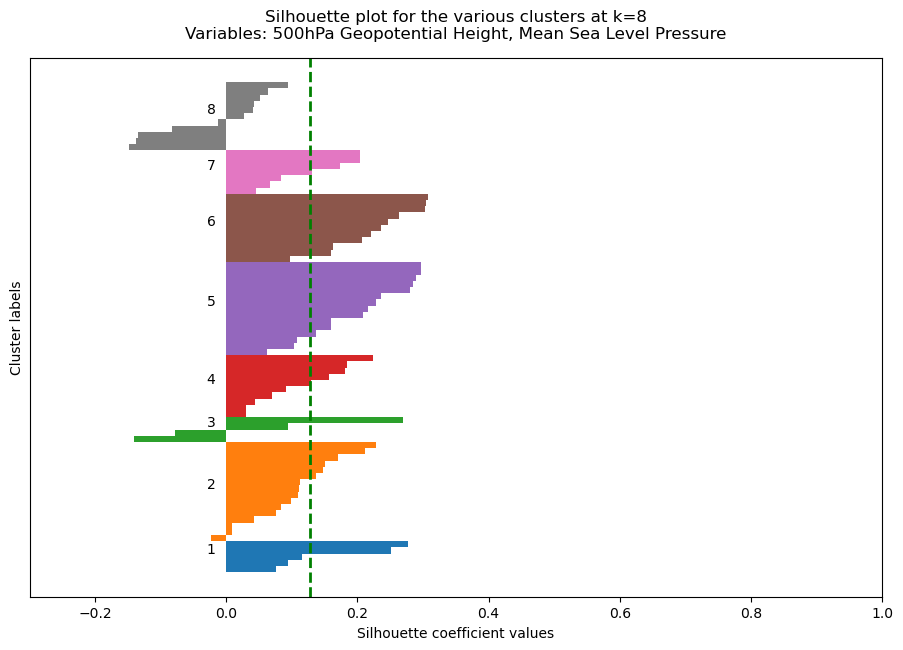 Silhouette plot for the various clusters at k=8
Variables: 500hPa Geopotential Height, Mean Sea Level Pressure
Cluster labels
8
7
6
5
4
3
2
1
−0.2 0.0 0.2 0.4 0.6 0.8 1.0
Silhouette coefficient values